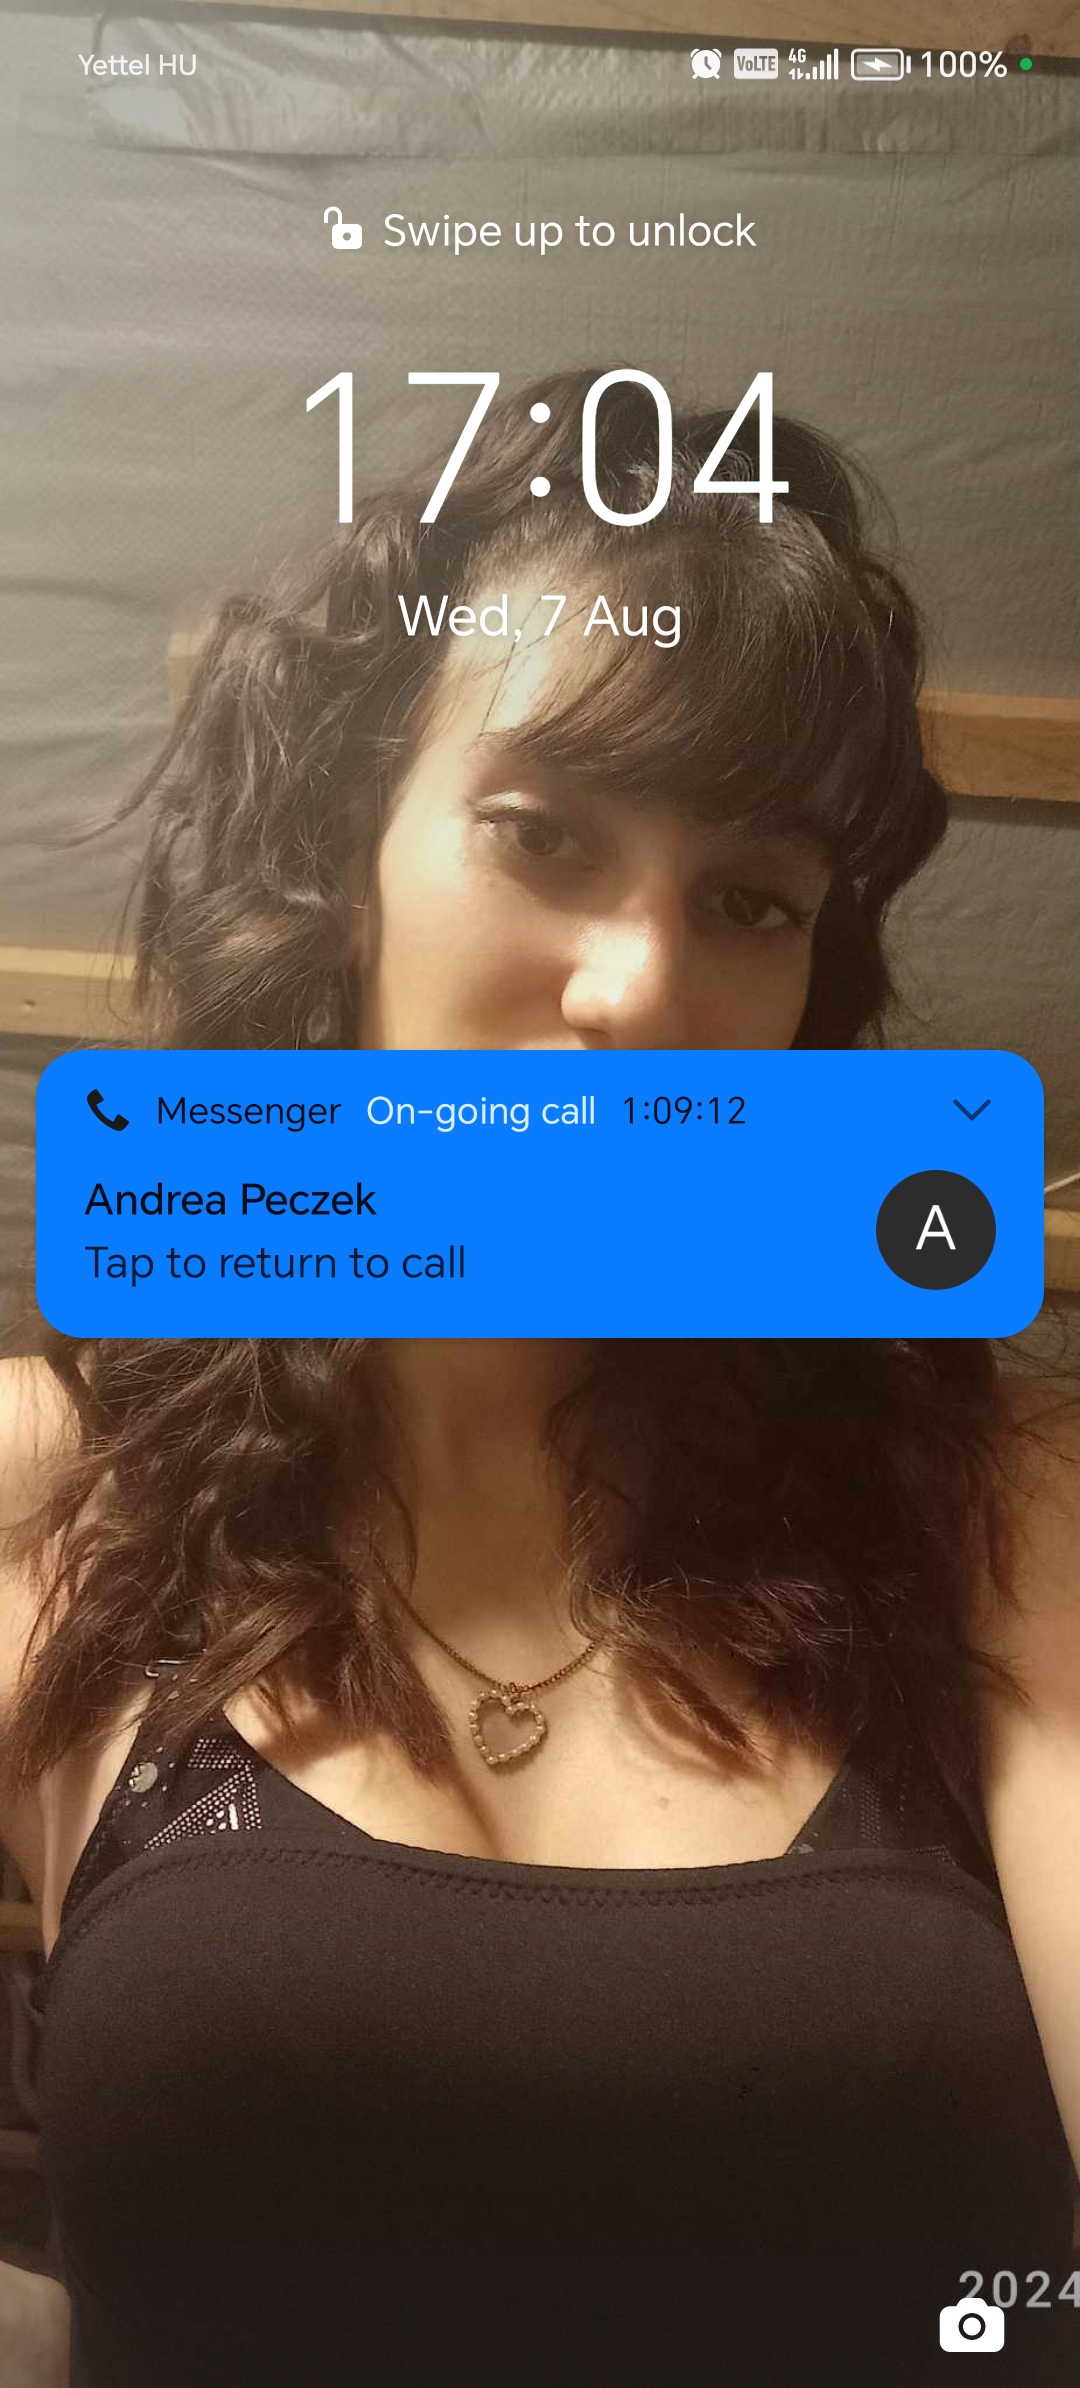 Yettel HU VoLTE 4G 100%
Swipe up to unlock
17:04
Wed, 7 Aug
Messenger On-going call 1:09:12
Andrea Peczek
A
Tap to return to call
2024